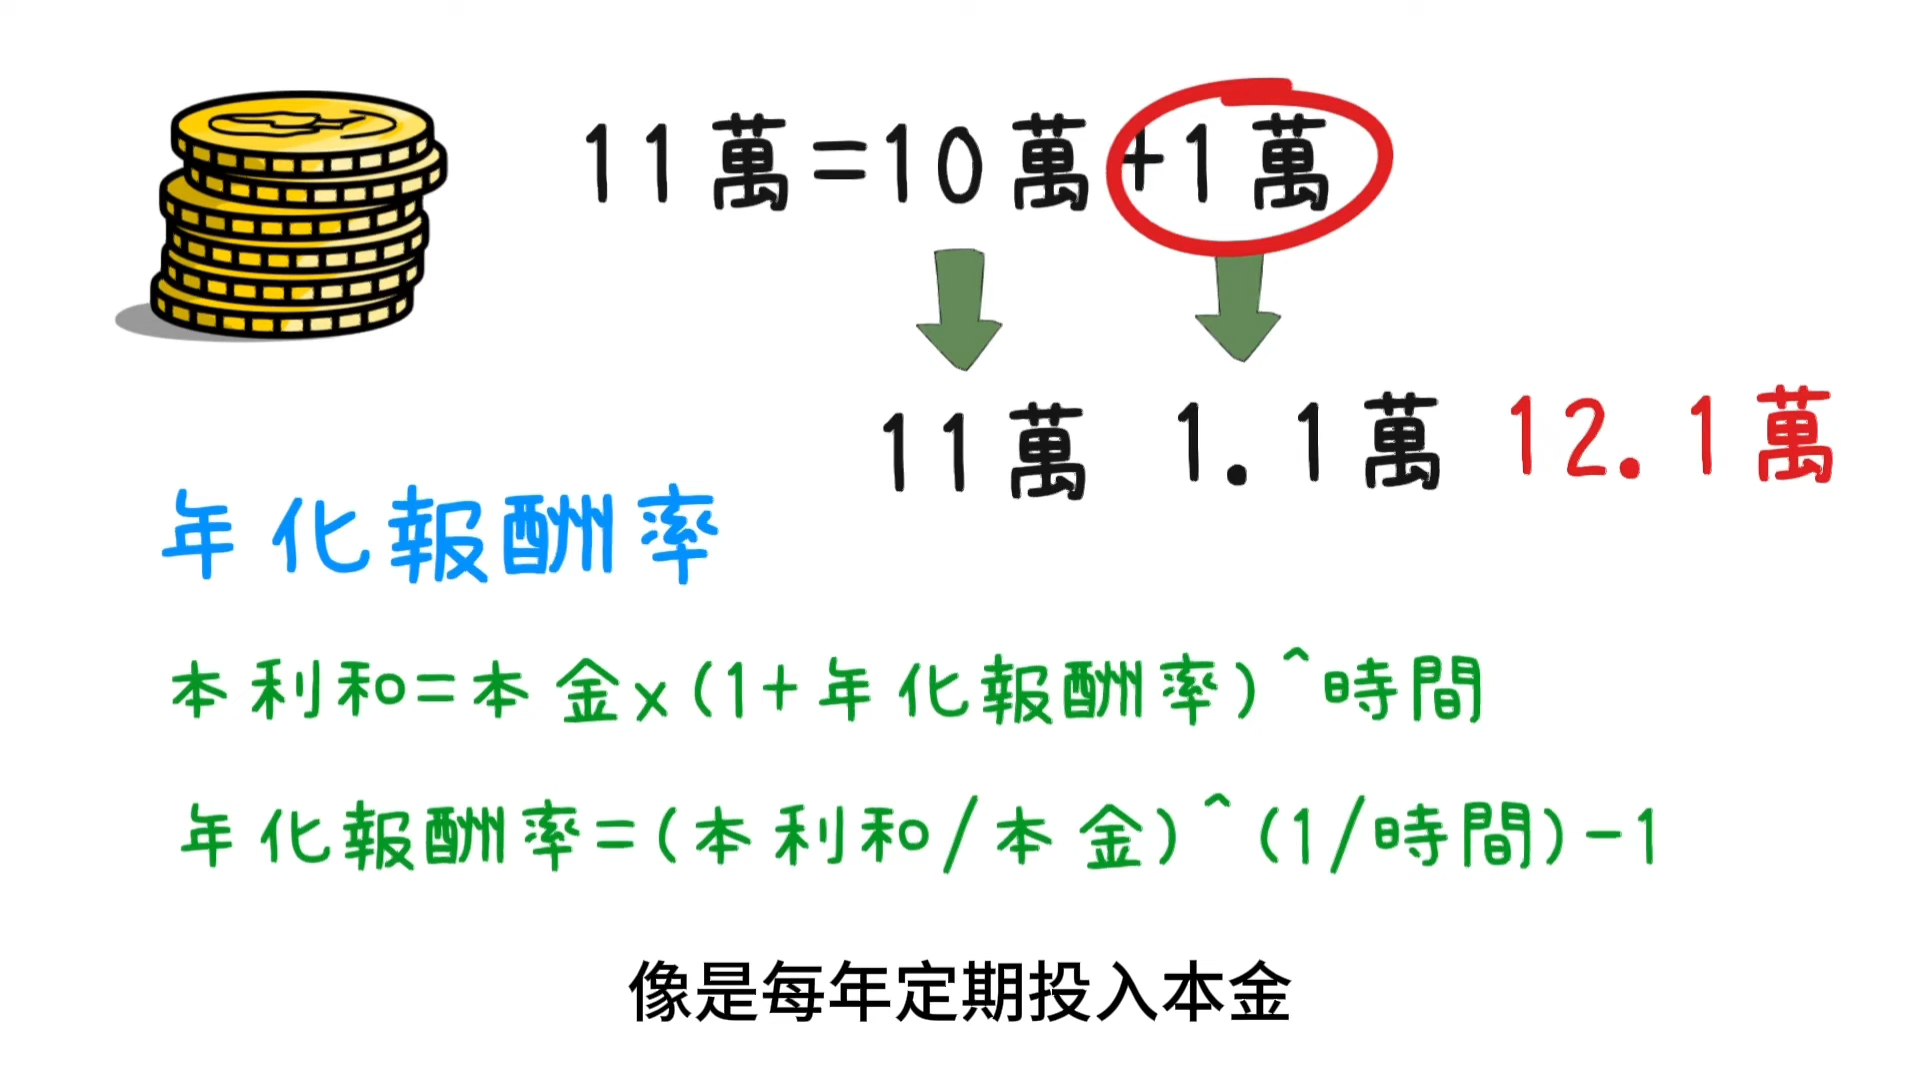 11萬=10萬+1萬
11萬 1.1萬 12.1萬
年化報酬率
本利和=本金x(1+年化報酬率)^時間
年化報酬率=(本利和/本金)^(1/時間)-1
像是每年定期投入本金